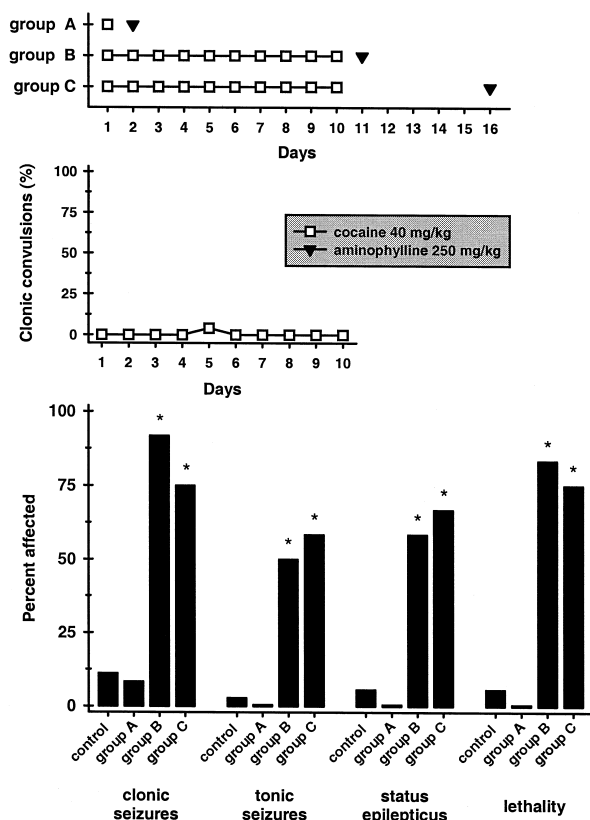 group A
group B
group C
1 2 3 4 5 6 7 8 9 10 11 12 13 14 15 16
Days
Clonic convulsions (%)
100
75
50
25
0
cocaine 40 mg/kg
aminophylline 250 mg/kg
1 2 3 4 5 6 7 8 9 10
Days
Percent affected
100
75
50
25
0
* * * * * * * *
control group A group B group C control group A group B group C control group A group B group C control group A group B group C
clonic seizures
tonic seizures
status epilepticus
lethality